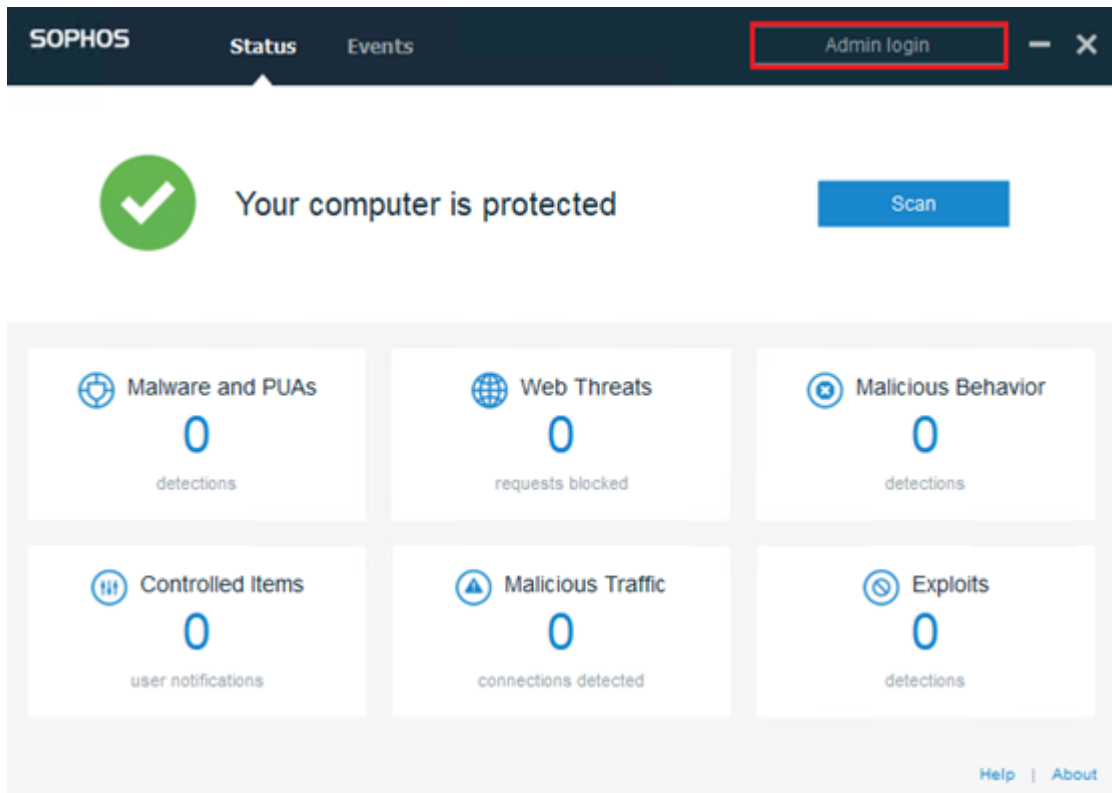 SOPHOS Status Events Admin login
Your computer is protected Scan
Malware and PUAs
0
detections
Web Threats
0
requests blocked
Malicious Behavior
0
detections
Controlled Items
0
user notifications
Malicious Traffic
0
connections detected
Exploits
0
detections
Help | About